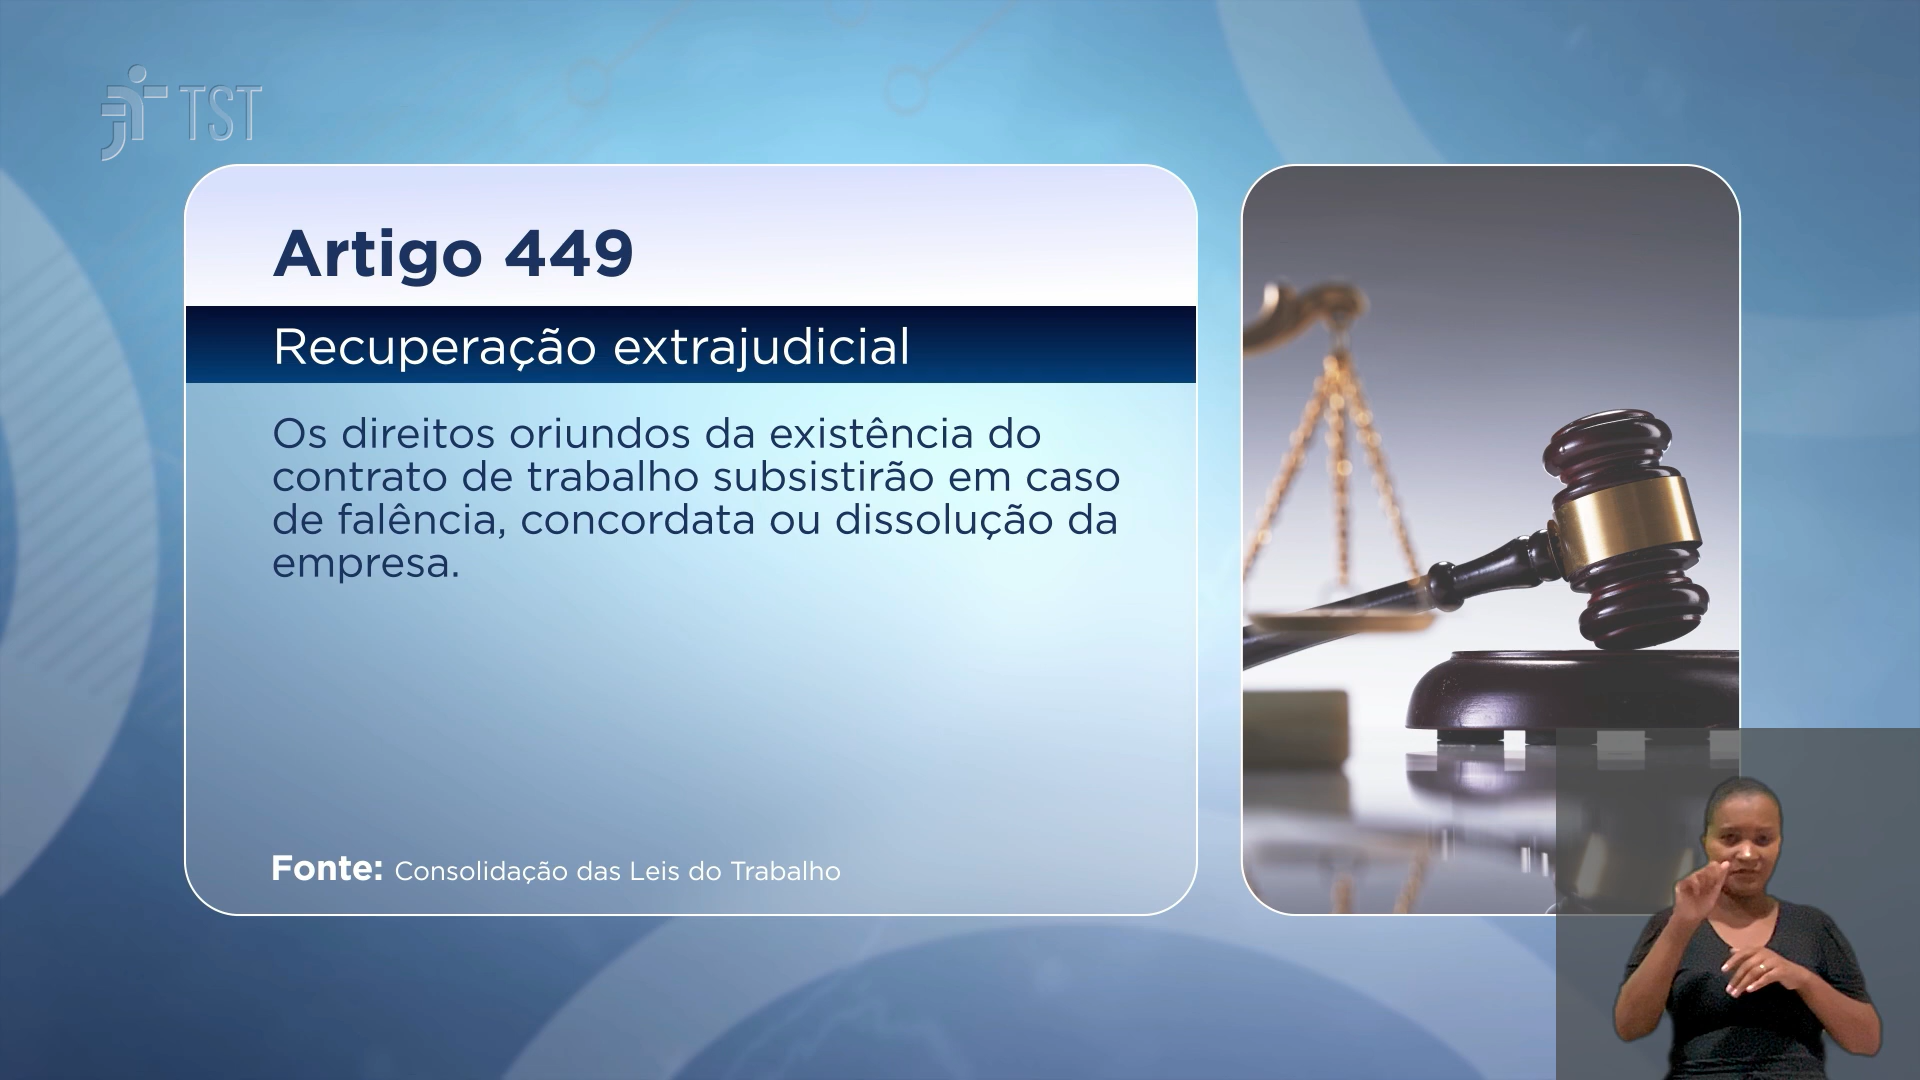 TST
Artigo 449
Recuperação extrajudicial
Os direitos oriundos da existência do
contrato de trabalho subsistirão em caso
de falência, concordata ou dissolução da
empresa.
Fonte: Consolidação das Leis do Trabalho